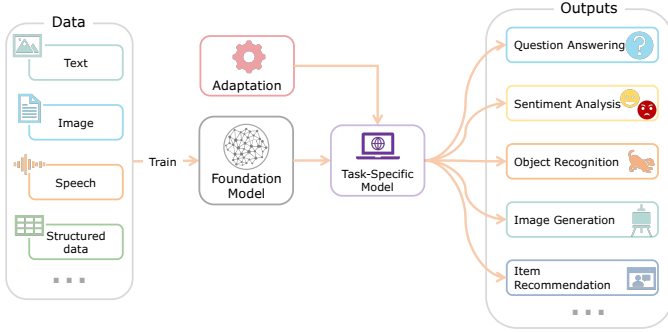 Data
Text
Image
Speech
Structured
data
Train
Adaptation
Foundation
Model
Task-Specific
Model
Outputs
Question Answering
?
Sentiment Analysis
Object Recognition
Image Generation
Item
Recommendation